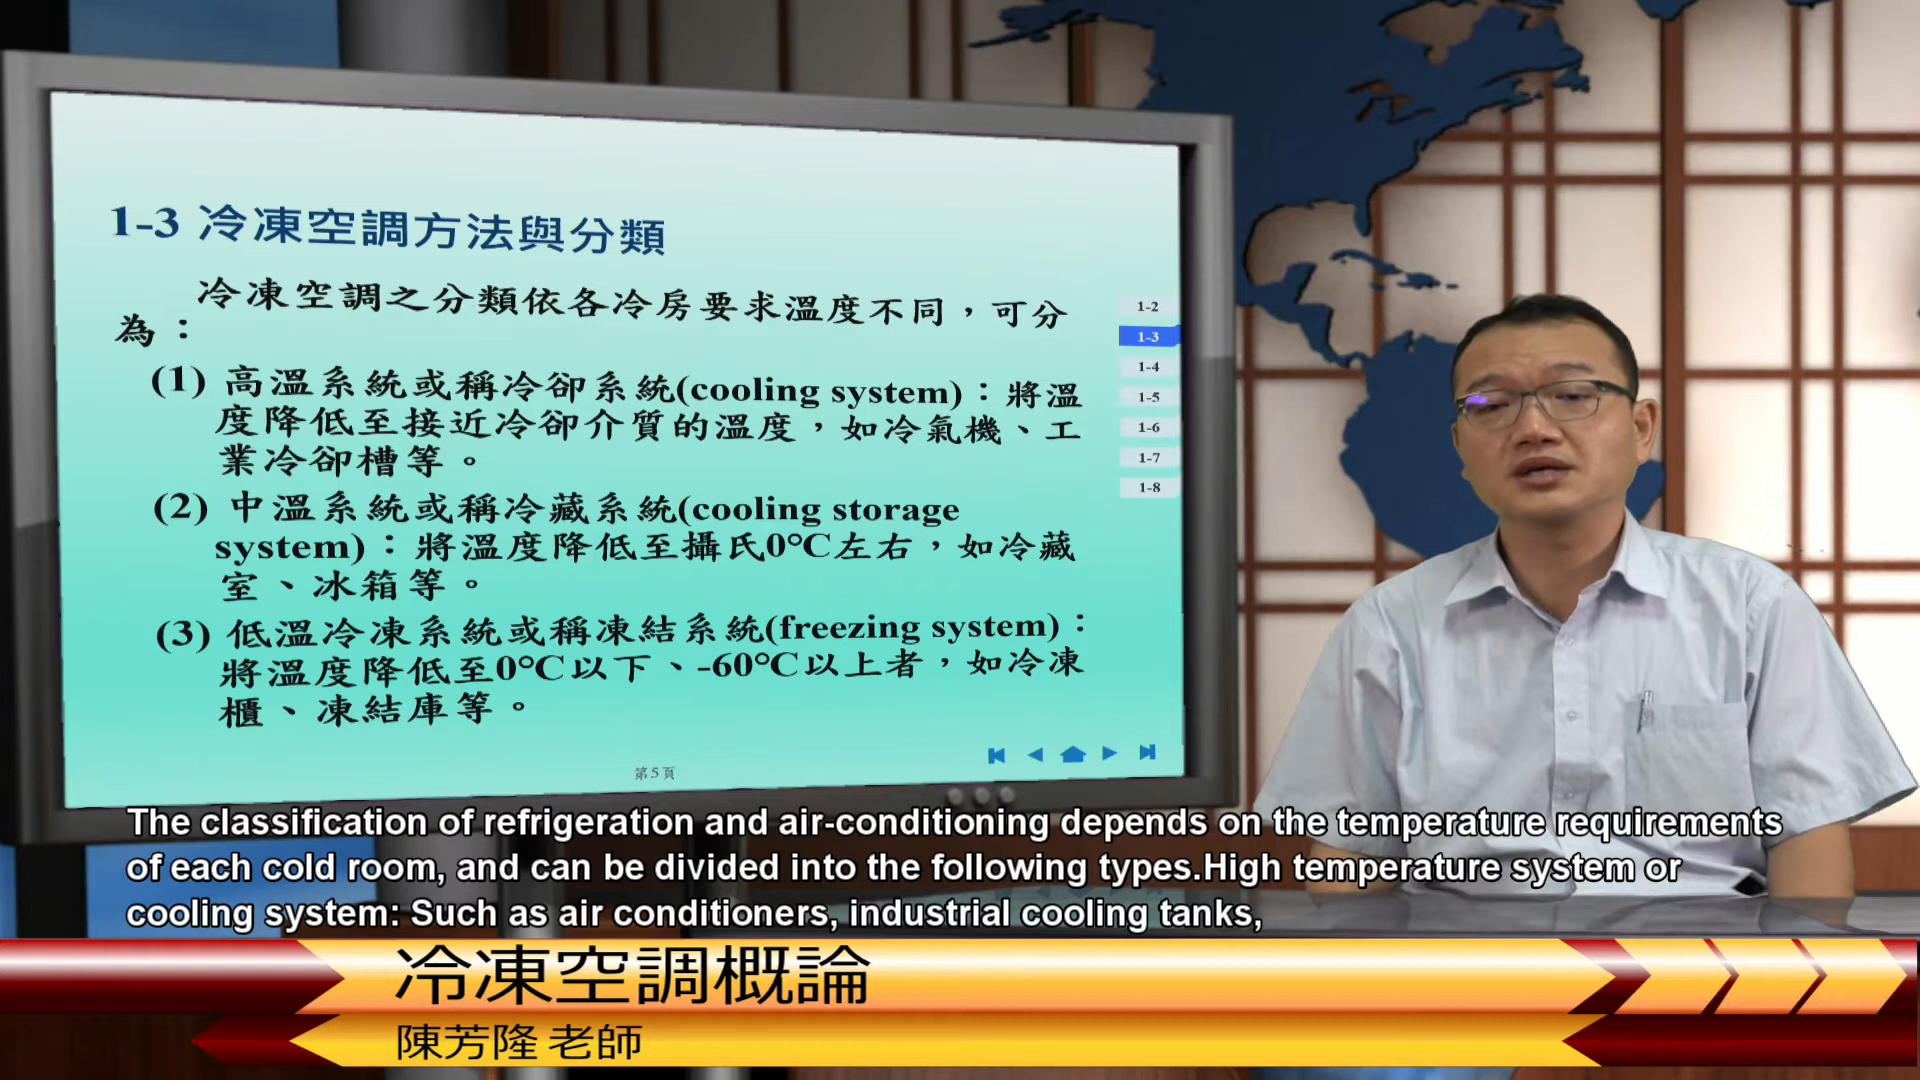 1-3 冷凍空調方法與分類
冷凍空調之分類依各冷房要求溫度不同，可分
為：
(1) 高溫系統或稱冷卻系統(cooling system)：將溫
度降低至接近冷卻介質的溫度，如冷氣機、工
業冷卻槽等。
(2) 中溫系統或稱冷藏系統(cooling storage
system)：將溫度降低至攝氏0°C左右，如冷藏
室、冰箱等。
(3) 低溫冷凍系統或稱凍結系統(freezing system)：
將溫度降低至0°C以下、-60°C以上者，如冷凍
櫃、凍結庫等。
1-2
1-3
1-4
1-5
1-6
1-7
1-8
第5頁
The classification of refrigeration and air-conditioning depends on the temperature requirements
of each cold room, and can be divided into the following types.High temperature system or
cooling system: Such as air conditioners, industrial cooling tanks,
冷凍空調概論
陳芳隆 老師